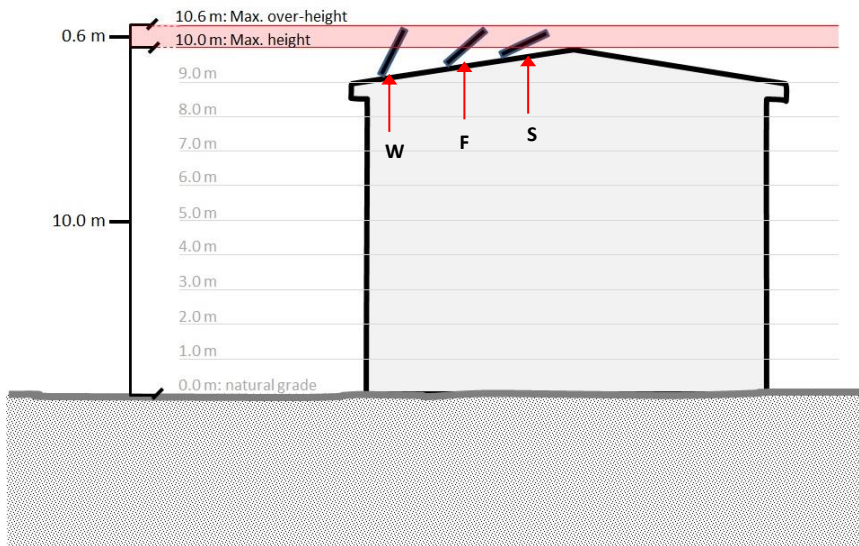 10.6 m: Max. over-height
0.6 m
10.0 m: Max. height
9.0 m
8.0 m
W
F
S
7.0 m
6.0 m
10.0 m
5.0 m
4.0 m
3.0 m
2.0 m
1.0 m
0.0 m: natural grade